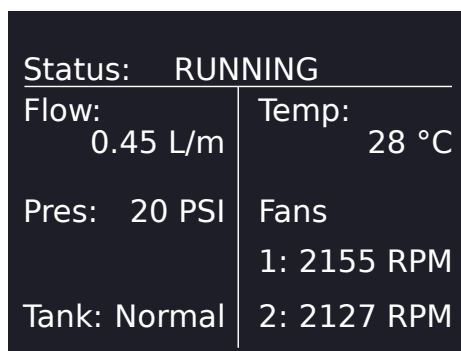 Status: RUNNING
Flow:
0.45 L/m
Pres: 20 PSI
Tank: Normal
Temp:
28 °C
Fans
1: 2155 RPM
2: 2127 RPM